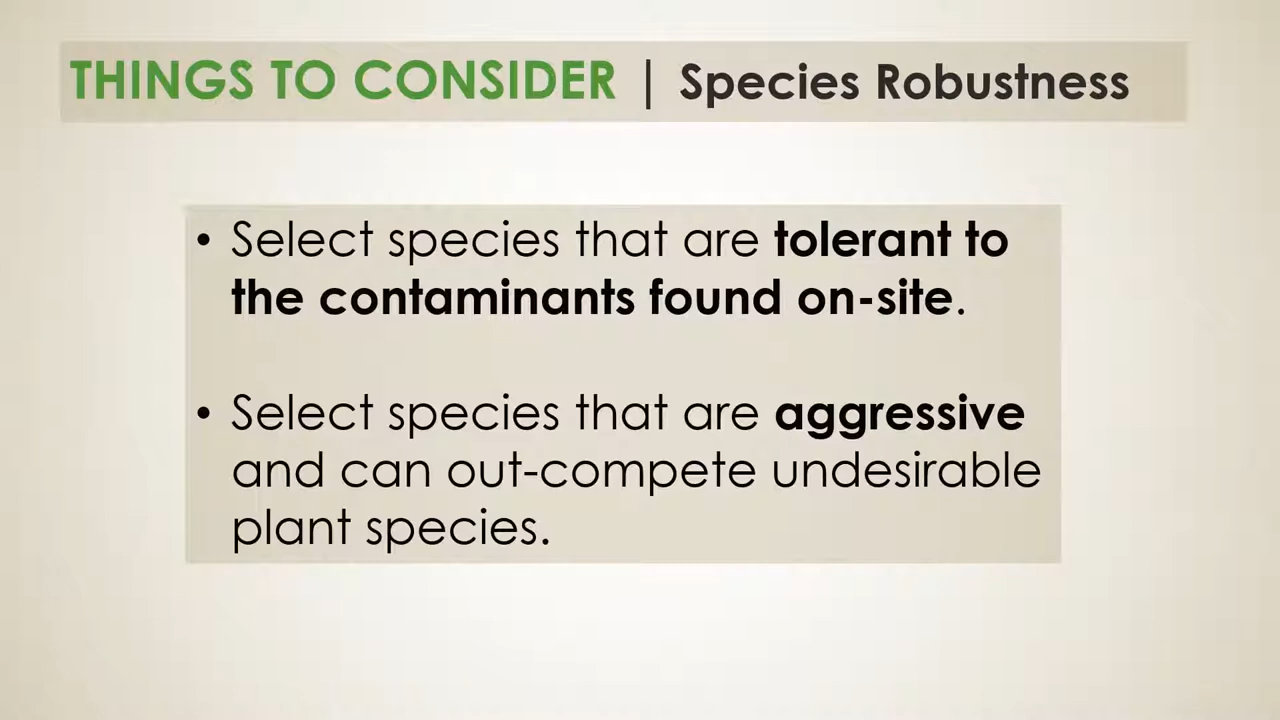 THINGS TO CONSIDER | Species Robustness
• Select species that are tolerant to
the contaminants found on-site.
• Select species that are aggressive
and can out-compete undesirable
plant species.